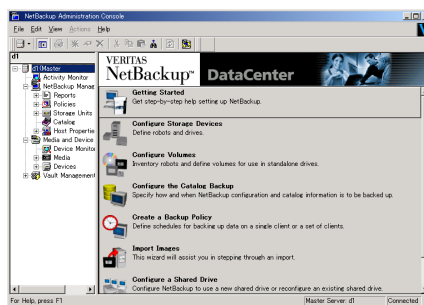 NetBackup Administration Console
File Edit View Actions Help
d1
d1(Master
Activity Monitor
NetBackup Manag
Reports
Policies
Storage Units
Catalog
Host Propertie
Media and Device
Device Monito
Media
Devices
Vault Management
VERITAS
NetBackup™ DataCenter
Getting Started
Get step-by-step help setting up NetBackup.
Configure Storage Devices
Define robots and drives.
Configure Volumes
Inventory robots and define volumes for use in standalone drives.
Configure the Catalog Backup
Specify how and when NetBackup configuration and catalog information is to be backed up.
Create a Backup Policy
Define schedules for backing up data on a single client or a set of clients.
Import Images
This wizard will assist you in stepping through an import.
Configure a Shared Drive
Configure NetBackup to use a new shared drive or reconfigure an existing shared drive.
For Help, press F1
Master Server: d1
Connected